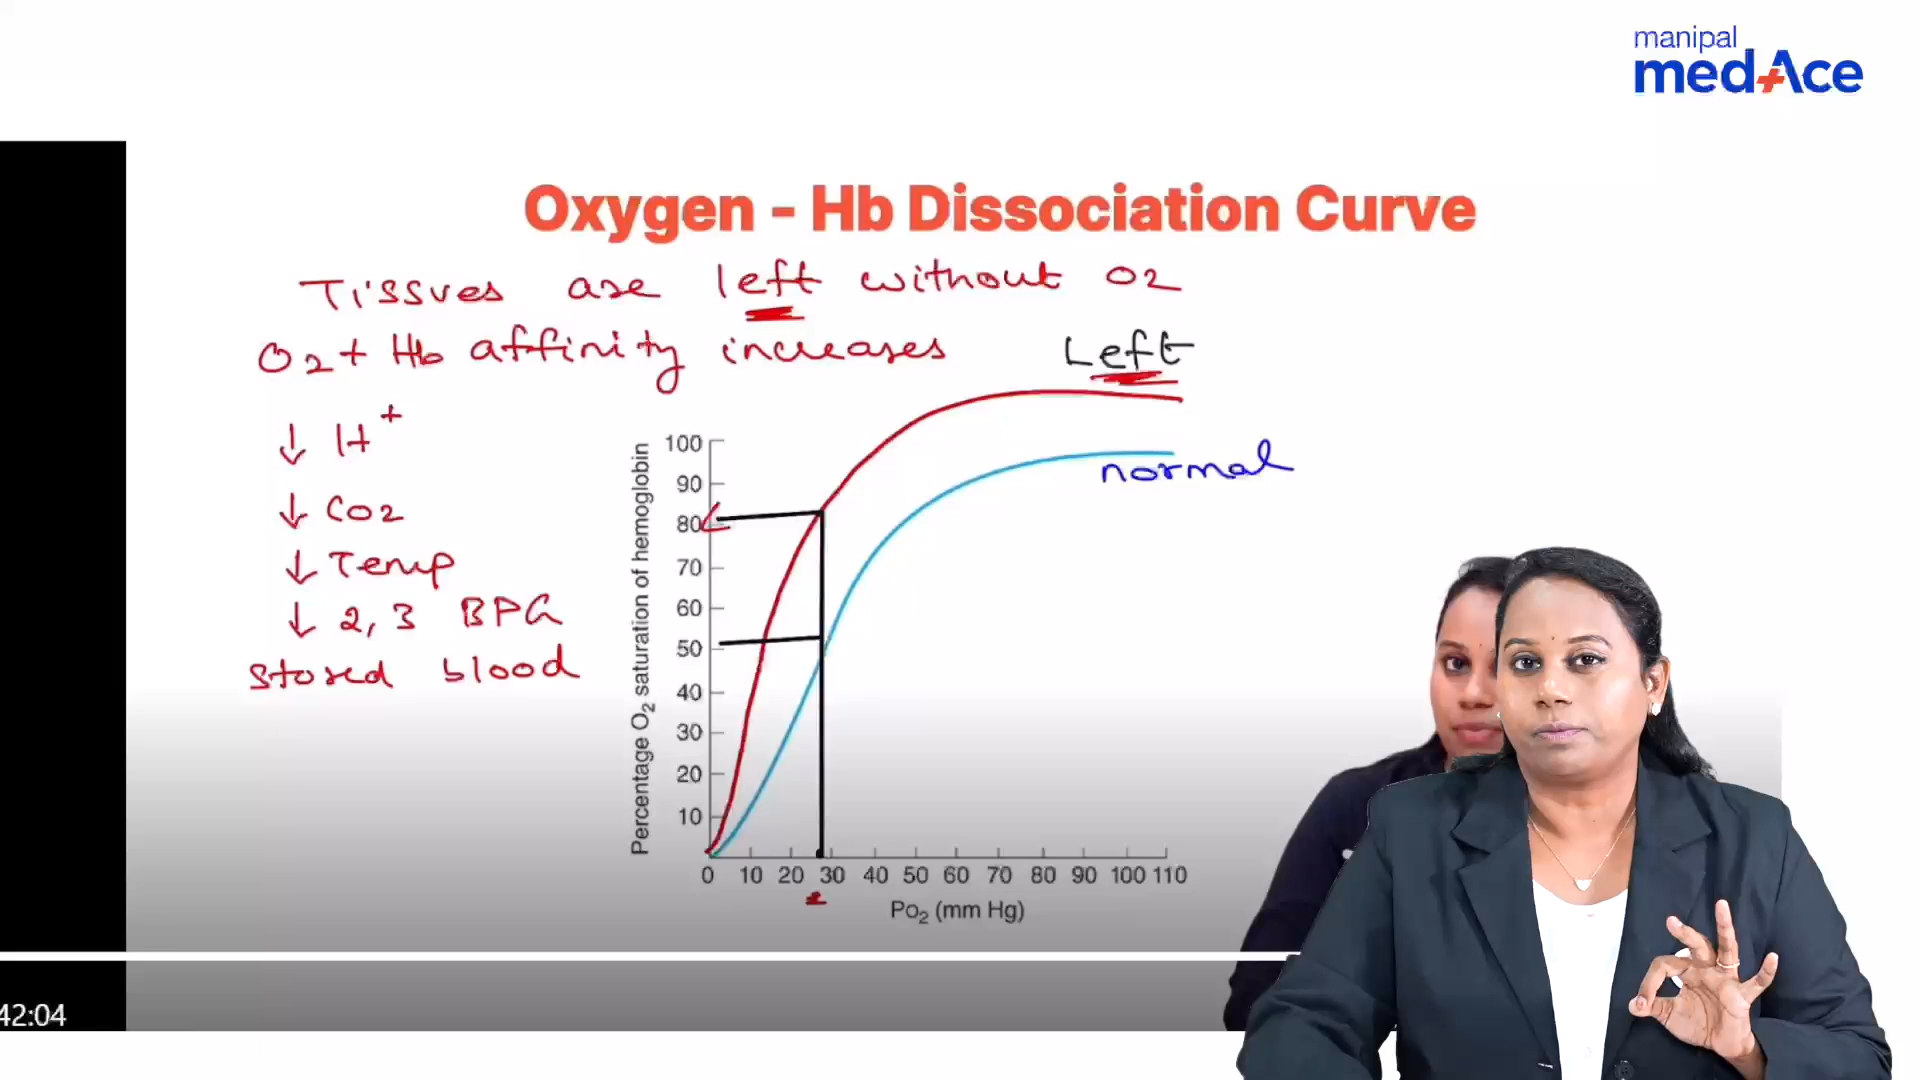 manipal
medAce
Oxygen - Hb Dissociation Curve
Tissues are left without O2
O2 + Hb affinity increases
Left
↓ H+
↓ CO2
↓ Temp
↓ 2, 3 BPG
stored blood
normal
Percentage O2 saturation of hemoglobin
100
90
80
70
60
50
40
30
20
10
0 10 20 30 40 50 60 70 80 90 100 110
Po2 (mm Hg)
42:04